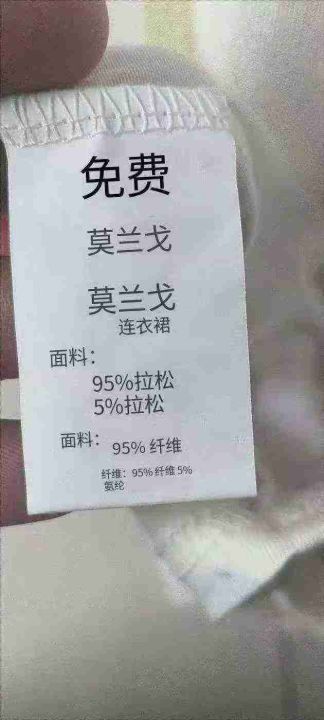 免费
莫兰戈
莫兰戈
连衣裙
面料：
95%拉松
5%拉松
面料： 95% 纤维
纤维：95% 纤维 5%
氨纶